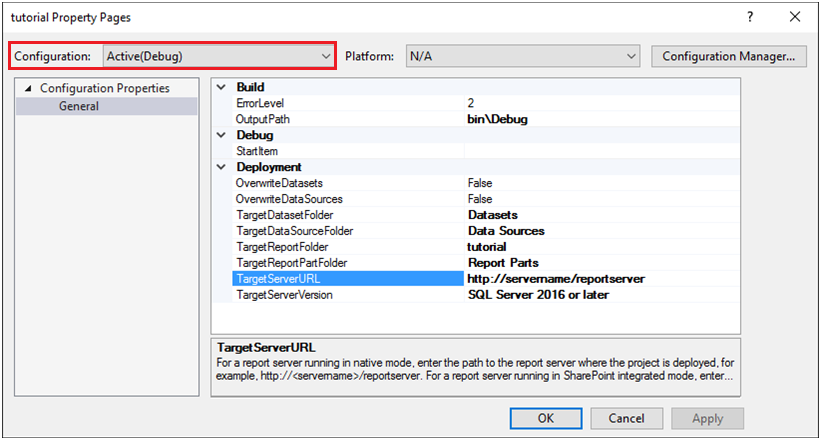 tutorial Property Pages
?
Configuration: Active(Debug) Platform: N/A Configuration Manager...
Configuration Properties
General
Build
ErrorLevel 2
OutputPath bin\Debug
Debug
StartItem
Deployment
OverwriteDatasets False
OverwriteDataSources False
TargetDatasetFolder Datasets
TargetDataSourceFolder Data Sources
TargetReportFolder tutorial
TargetReportPartFolder Report Parts
TargetServerURL http://servername/reportserver
TargetServerVersion SQL Server 2016 or later
TargetServerURL
For a report server running in native mode, enter the path to the report server where the project is deployed, for
example, http://<servername>/reportserver. For a report server running in SharePoint integrated mode, enter...
OK Cancel Apply